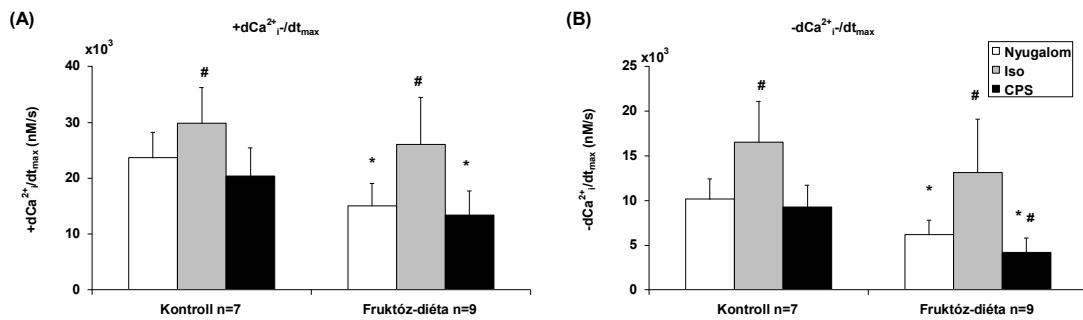 (A)
+dCa²⁺ᵢ-/dtₘₐₓ
x10³
+dCa²⁺ᵢ/dtₘₐₓ (nM/s)
40
30
20
10
0
#
#
*
*
Kontroll n=7
Fruktóz-diéta n=9
(B)
-dCa²⁺ᵢ-/dtₘₐₓ
x10³
-dCa²⁺ᵢ/dtₘₐₓ (nM/s)
25
20
15
10
5
0
Nyugalom
Iso
CPS
#
#
*
* #
Kontroll n=7
Fruktóz-diéta n=9